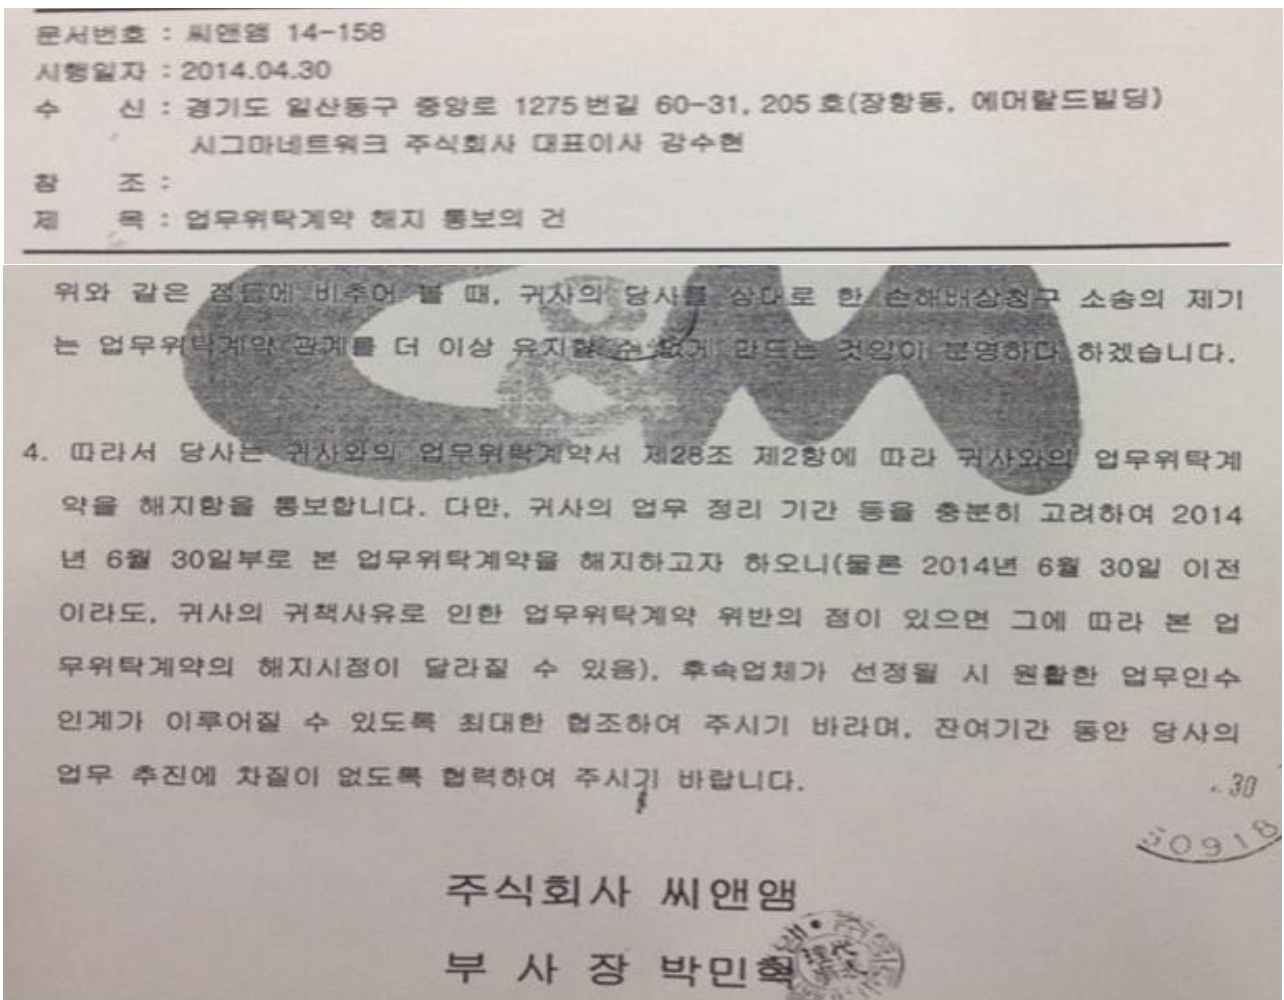 문서번호 : 씨앤앰 14-158
시행일자 : 2014.04.30
수 신 : 경기도 일산동구 중앙로 1275번길 60-31, 205호(장항동, 에머랄드빌딩)
시그마네트워크 주식회사 대표이사 강수현
참 조 :
제 목 : 업무위탁계약 해지 통보의 건
위와 같은 점등에 비추어 볼 때, 귀사의 당사를 상대로 한 손해배상청구 소송의 제기
는 업무위탁계약 관계를 더 이상 유지할 수 없게 만드는 것임이 분명하다 하겠습니다.
4. 따라서 당사는 귀사와의 업무위탁계약서 제28조 제2항에 따라 귀사와의 업무위탁계
약을 해지함을 통보합니다. 다만, 귀사의 업무 정리 기간 등을 충분히 고려하여 2014
년 6월 30일부로 본 업무위탁계약을 해지하고자 하오니(물론 2014년 6월 30일 이전
이라도, 귀사의 귀책사유로 인한 업무위탁계약 위반의 점이 있으면 그에 따라 본 업
무위탁계약의 해지시점이 달라질 수 있음), 후속업체가 선정될 시 원활한 업무인수
인계가 이루어질 수 있도록 최대한 협조하여 주시기 바라며, 잔여기간 동안 당사의
업무 추진에 차질이 없도록 협력하여 주시기 바랍니다.
. 30
50918
주식회사 씨앤앰
부 사 장 박민혁